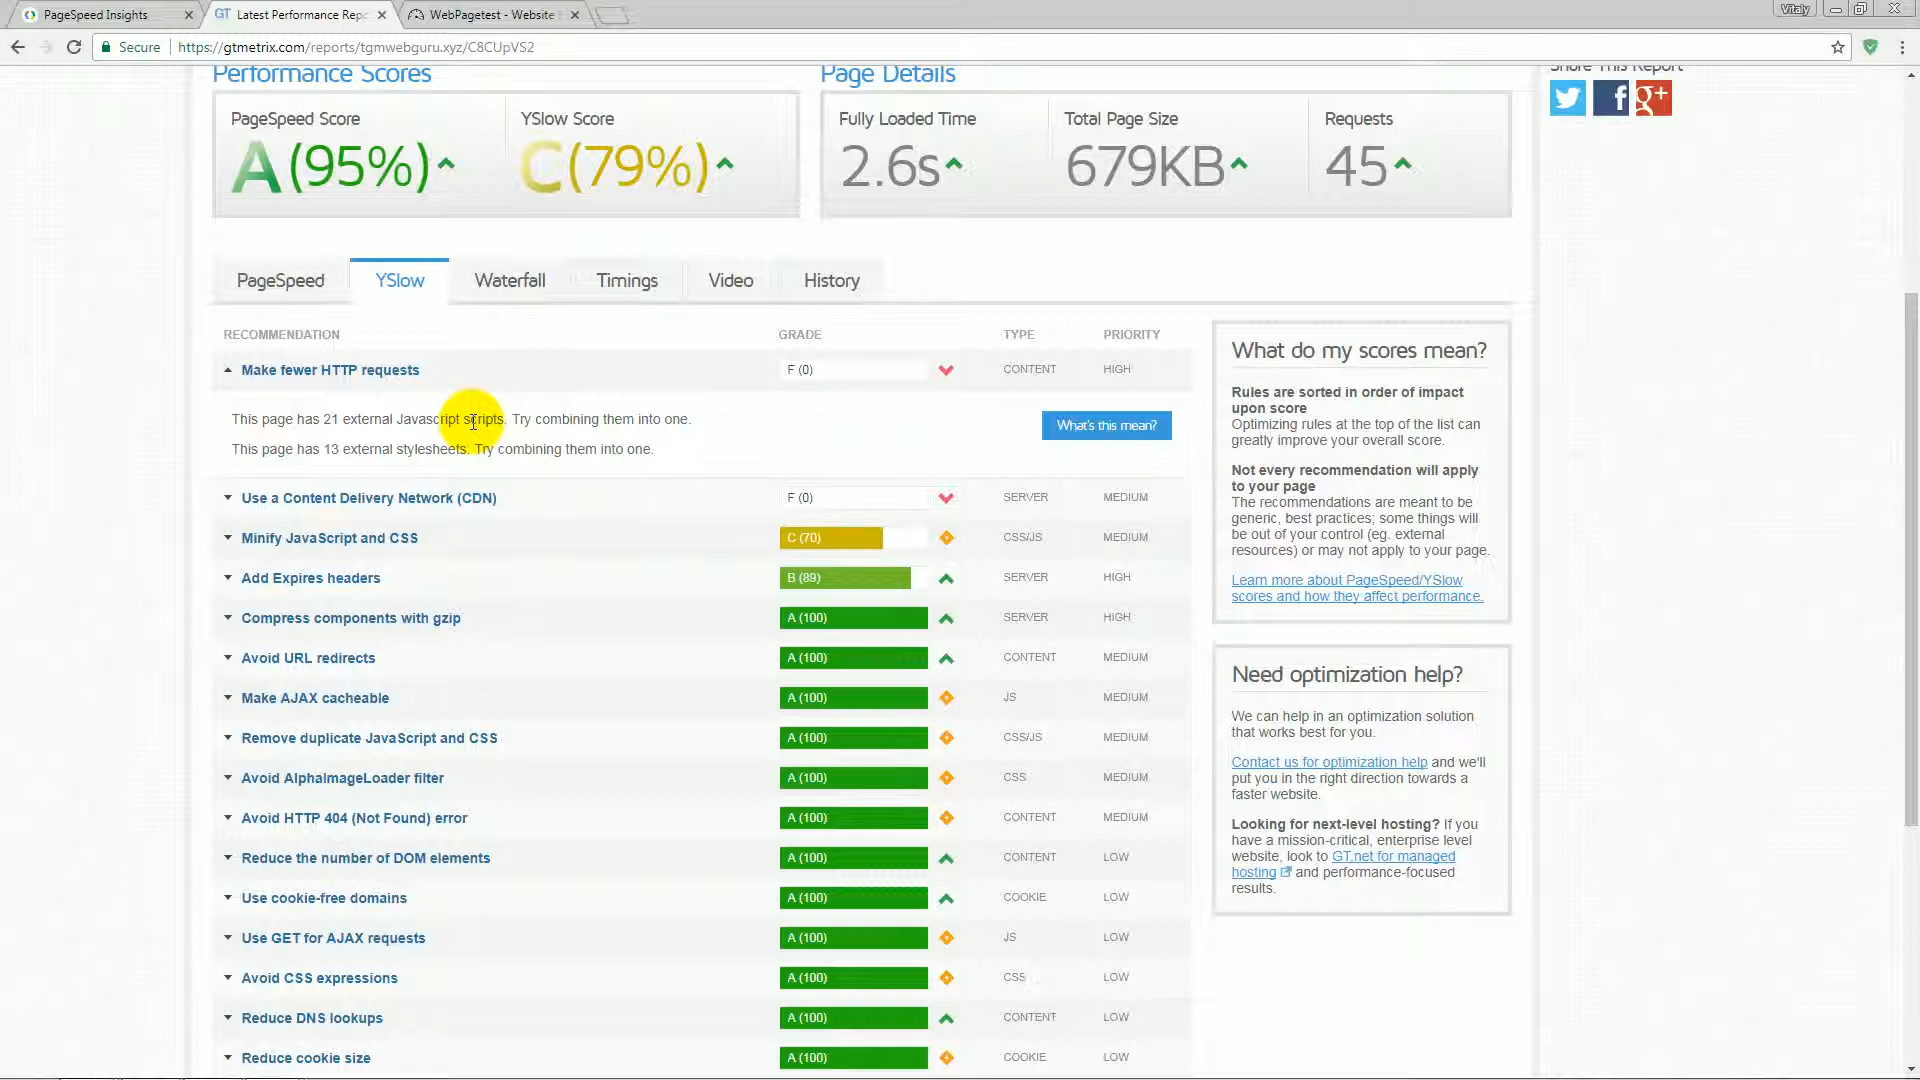 PageSpeed Insights
GT Latest Performance Repo
WebPagetest - Website
Vitaly
Secure
https://gtmetrix.com/reports/tgmwebguru.xyz/C8CUpVS2
Performance Scores
Page Details
Share This Report
PageSpeed Score
YSlow Score
Fully Loaded Time
Total Page Size
Requests
A(95%)
C(79%)
2.6s
679KB
45
PageSpeed
YSlow
Waterfall
Timings
Video
History
RECOMMENDATION
GRADE
TYPE
PRIORITY
Make fewer HTTP requests
F (0)
CONTENT
HIGH
This page has 21 external Javascript scripts. Try combining them into one.
This page has 13 external stylesheets. Try combining them into one.
What's this mean?
Use a Content Delivery Network (CDN)
F (0)
SERVER
MEDIUM
Minify JavaScript and CSS
C (70)
CSS/JS
MEDIUM
Add Expires headers
B (89)
SERVER
HIGH
Compress components with gzip
A (100)
SERVER
HIGH
Avoid URL redirects
A (100)
CONTENT
MEDIUM
Make AJAX cacheable
A (100)
JS
MEDIUM
Remove duplicate JavaScript and CSS
A (100)
CSS/JS
MEDIUM
Avoid AlphaImageLoader filter
A (100)
CSS
MEDIUM
Avoid HTTP 404 (Not Found) error
A (100)
CONTENT
MEDIUM
Reduce the number of DOM elements
A (100)
CONTENT
LOW
Use cookie-free domains
A (100)
COOKIE
LOW
Use GET for AJAX requests
A (100)
JS
LOW
Avoid CSS expressions
A (100)
CSS
LOW
Reduce DNS lookups
A (100)
CONTENT
LOW
Reduce cookie size
A (100)
COOKIE
LOW
What do my scores mean?
Rules are sorted in order of impact
upon score
Optimizing rules at the top of the list can
greatly improve your overall score.
Not every recommendation will apply
to your page
The recommendations are meant to be
generic, best practices; some things will
be out of your control (eg. external
resources) or may not apply to your page.
Learn more about PageSpeed/YSlow
scores and how they affect performance.
Need optimization help?
We can help in an optimization solution
that works best for you.
Contact us for optimization help and we'll
put you in the right direction towards a
faster website.
Looking for next-level hosting? If you
have a mission-critical, enterprise level
website, look to GT.net for managed
hosting and performance-focused
results.